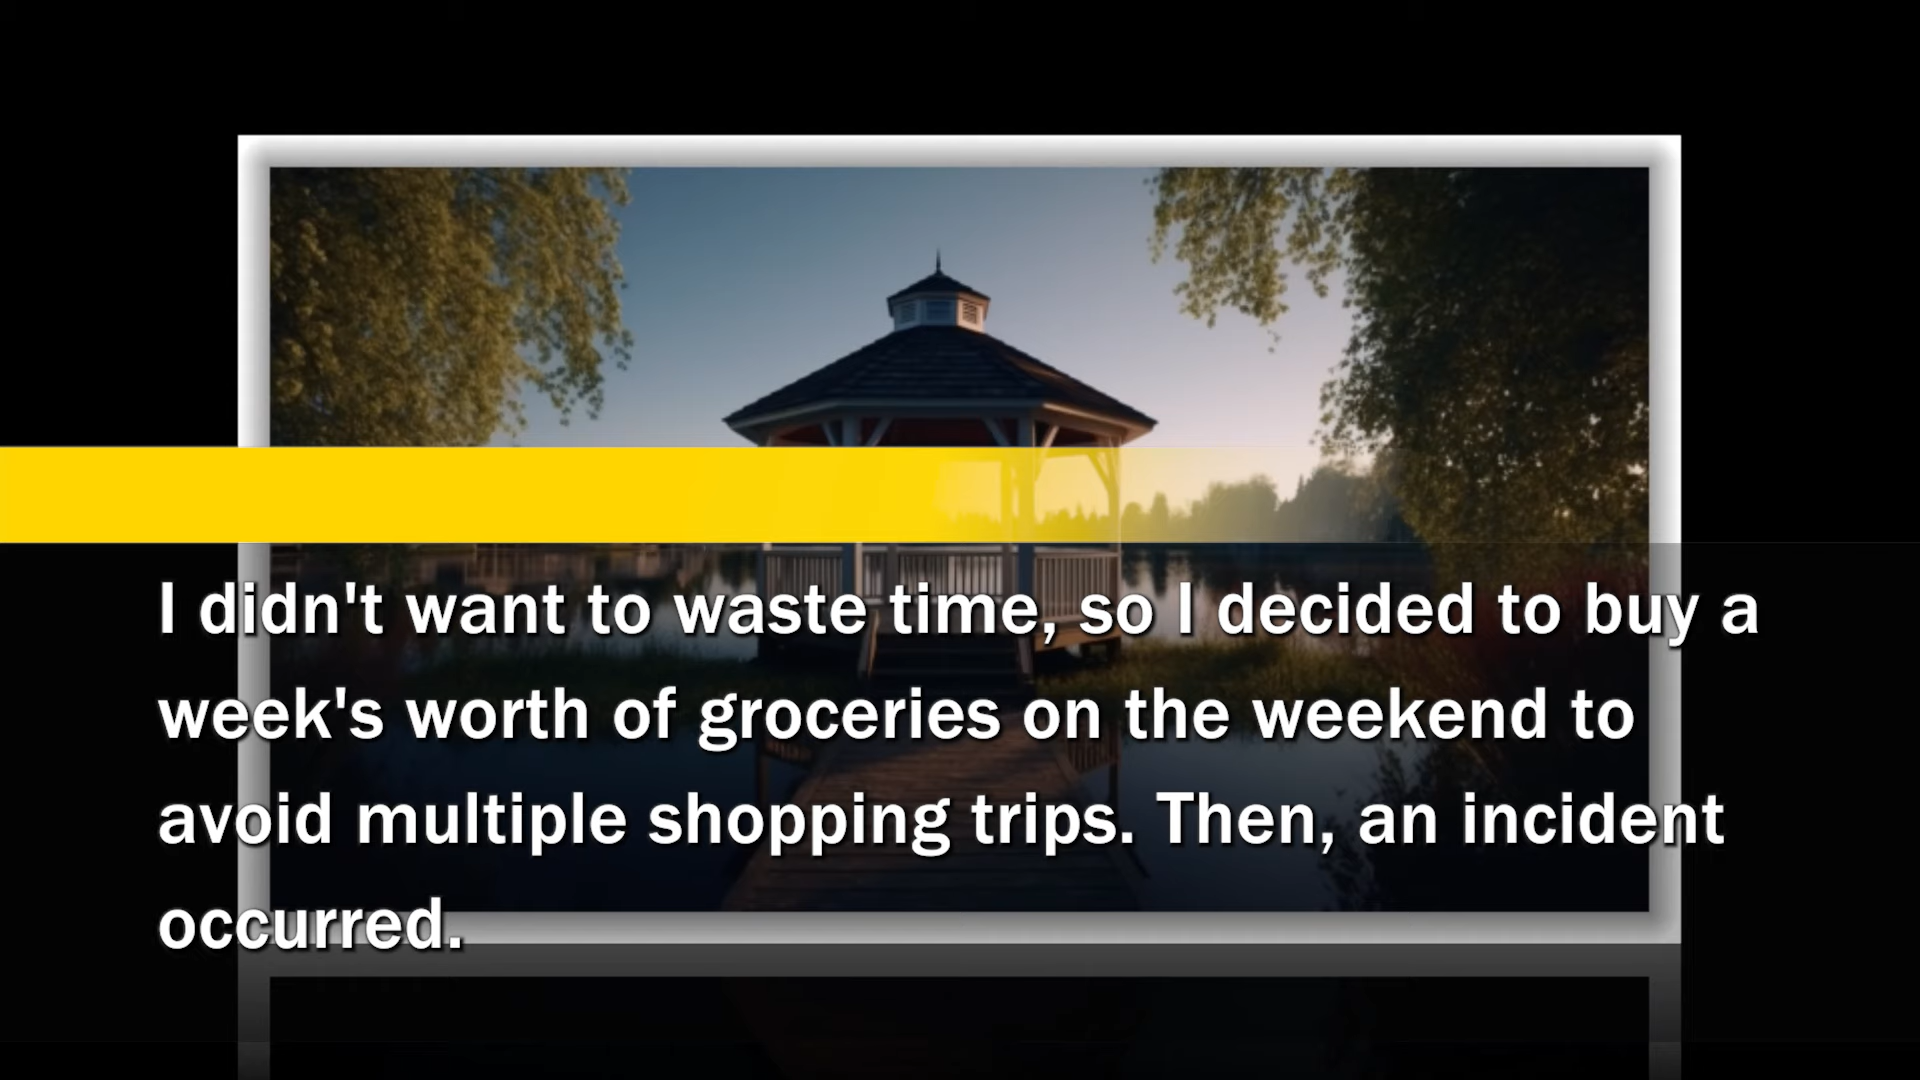 I didn't want to waste time, so I decided to buy a
week's worth of groceries on the weekend to
avoid multiple shopping trips. Then, an incident
occurred.